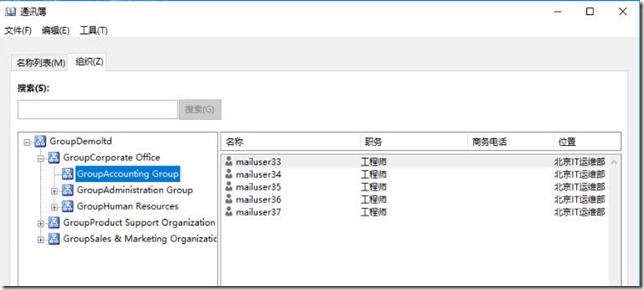 通讯簿
文件(F) 编辑(E) 工具(T)
名称列表(M) 组织(Z)
搜索(S):
搜索(G)
GroupDemoltd
GroupCorporate Office
GroupAccounting Group
GroupAdministration Group
GroupHuman Resources
GroupProduct Support Organization
GroupSales & Marketing Organizatic
名称 职务 商务电话 位置
mailuser33 工程师 北京IT运维部
mailuser34 工程师 北京IT运维部
mailuser35 工程师 北京IT运维部
mailuser36 工程师 北京IT运维部
mailuser37 工程师 北京IT运维部